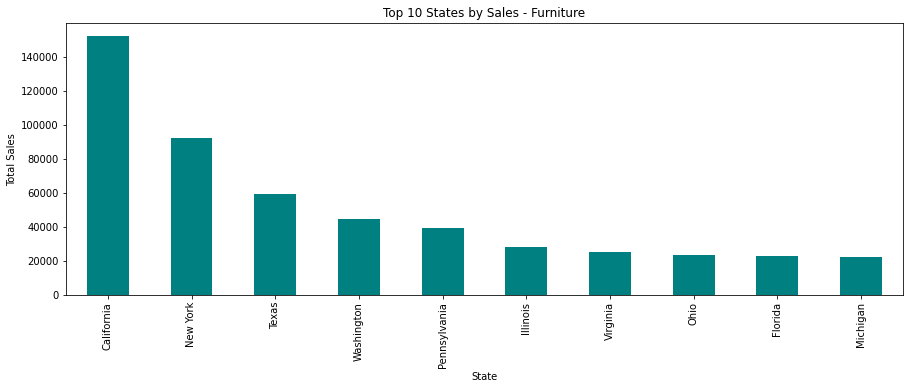 Top 10 States by Sales - Furniture
Total Sales
140000
120000
100000
80000
60000
40000
20000
0
California
New York
Texas
Washington
Pennsylvania
Illinois
Virginia
Ohio
Florida
Michigan
State